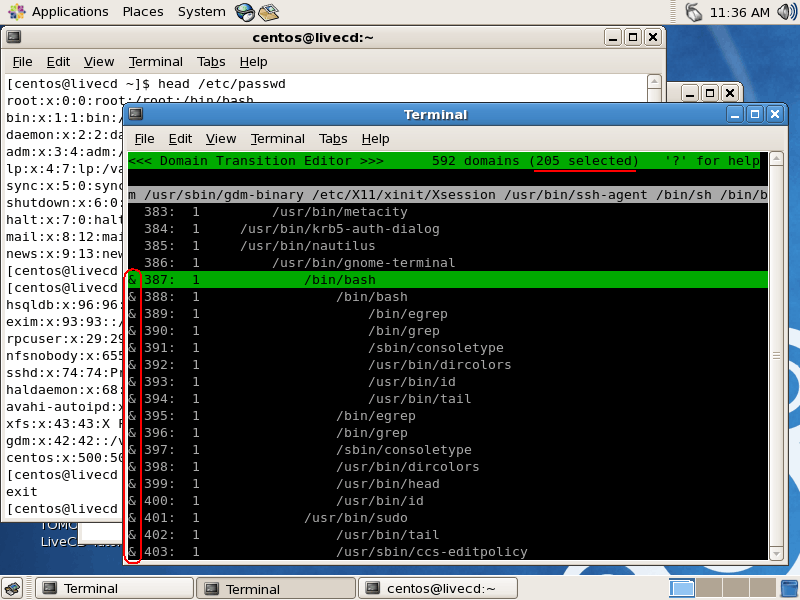 Applications Places System 11:36 AM
centos@livecd:~
File Edit View Terminal Tabs Help
[centos@livecd ~]$ head /etc/passwd
root:x:0:0:root:/root:/bin/bash
bin:x:1:1:bin:/
daemon:x:2:2:da
adm:x:3:4:adm:/
lp:x:4:7:lp:/va
sync:x:5:0:sync
shutdown:x:6:0:
halt:x:7:0:halt
mail:x:8:12:mai
news:x:9:13:new
[centos@livecd
[centos@livecd
hsqldb:x:96:96:
exim:x:93:93::/
rpcuser:x:29:29
nfsnobody:x:655
sshd:x:74:74:Pr
haldaemon:x:68:
avahi-autoipd:x
xfs:x:43:43:X F
gdm:x:42:42::/v
centos:x:500:50
[centos@livecd
exit
[centos@livecd
Terminal
File Edit View Terminal Tabs Help
<<< Domain Transition Editor >>> 592 domains (205 selected) '?' for help
m /usr/sbin/gdm-binary /etc/X11/xinit/Xsession /usr/bin/ssh-agent /bin/sh /bin/b
383: 1 /usr/bin/metacity
384: 1 /usr/bin/krb5-auth-dialog
385: 1 /usr/bin/nautilus
386: 1 /usr/bin/gnome-terminal
& 387: 1 /bin/bash
& 388: 1 /bin/bash
& 389: 1 /bin/egrep
& 390: 1 /bin/grep
& 391: 1 /sbin/consoletype
& 392: 1 /usr/bin/dircolors
& 393: 1 /usr/bin/id
& 394: 1 /usr/bin/tail
& 395: 1 /bin/egrep
& 396: 1 /bin/grep
& 397: 1 /sbin/consoletype
& 398: 1 /usr/bin/dircolors
& 399: 1 /usr/bin/head
& 400: 1 /usr/bin/id
& 401: 1 /usr/bin/sudo
& 402: 1 /usr/bin/tail
& 403: 1 /usr/sbin/ccs-editpolicy
LiveC
Terminal
Terminal
centos@livecd:~